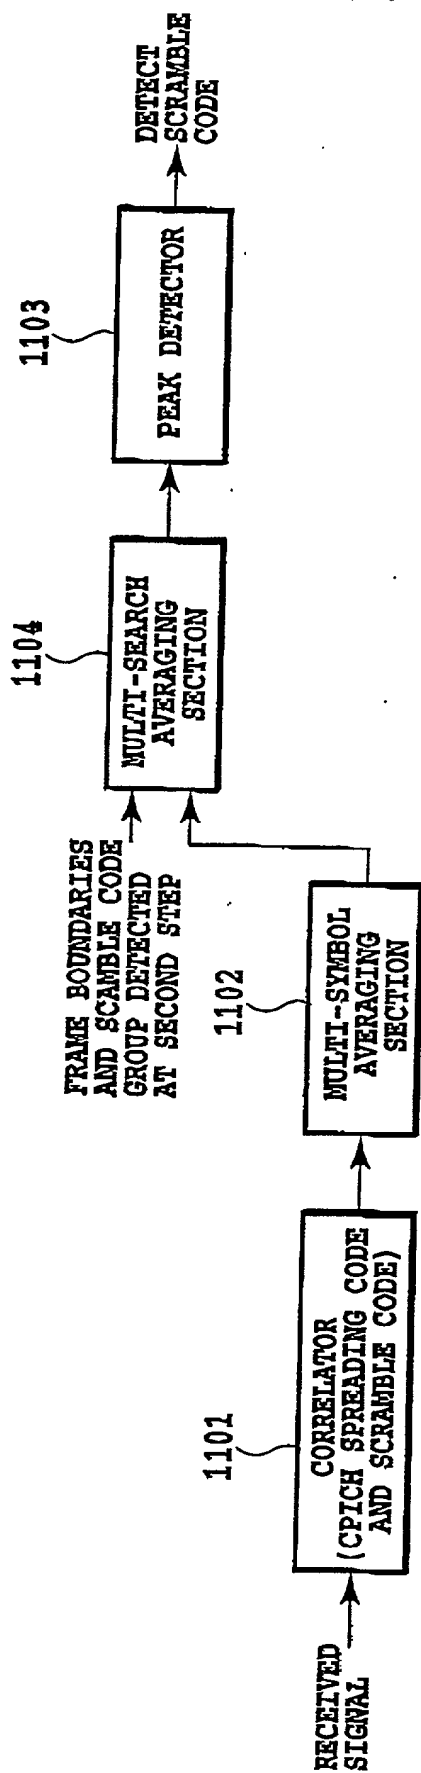 RECEIVED
SIGNAL
1101
CORRELATOR
(CPICH SPREADING CODE
AND SCRAMBLE CODE)
1102
MULTI-SYMBOL
AVERAGING
SECTION
FRAME BOUNDARIES
AND SCAMBLE CODE
GROUP DETECTED
AT SECOND STEP
1104
MULTI-SEARCH
AVERAGING
SECTION
1103
PEAK DETECTOR
DETECT
SCRAMBLE
CODE